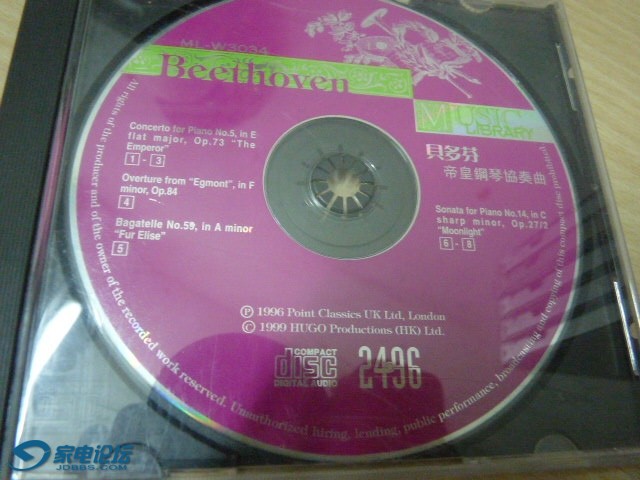 ML-W3034
Beethoven
MUSIC
LIBRARY
貝多芬
帝皇鋼琴協奏曲
Concerto for Piano No.5, in E
flat major, Op.73 "The
Emperor"
1 - 3
Overture from "Egmont", in F
minor, Op.84
4
Bagatelle No.59, in A minor
"Fur Elise"
5
Sonata for Piano No.14, in C
sharp minor, Op.27/2
"Moonlight"
6 - 8
Ⓟ 1996 Point Classics UK Ltd, London
© 1999 HUGO Productions (HK) Ltd.
COMPACT
disc
DIGITAL AUDIO
2496
All rights of the producer and of the owner of the recorded work reserved. Unauthorized hiring, lending, public performance, broadcasting and copying of this compact disc prohibited.
家电论坛
JDBBS.COM